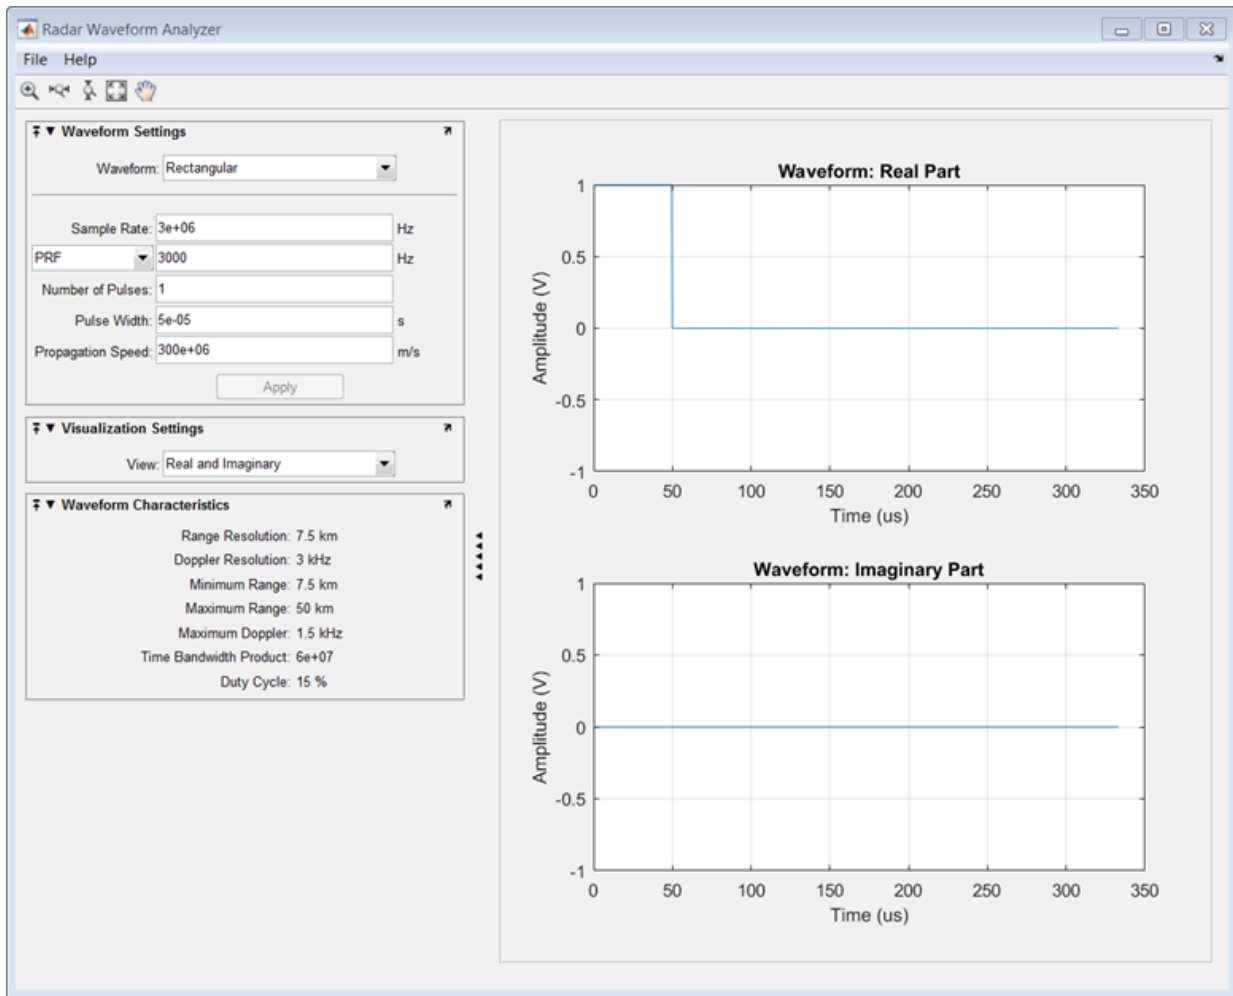 Radar Waveform Analyzer
File Help
Waveform Settings
Waveform: Rectangular
Sample Rate: 3e+06 Hz
PRF 3000 Hz
Number of Pulses: 1
Pulse Width: 5e-05 s
Propagation Speed: 300e+06 m/s
Apply
Visualization Settings
View: Real and Imaginary
Waveform Characteristics
Range Resolution: 7.5 km
Doppler Resolution: 3 kHz
Minimum Range: 7.5 km
Maximum Range: 50 km
Maximum Doppler: 1.5 kHz
Time Bandwidth Product: 6e+07
Duty Cycle: 15 %
Waveform: Real Part
1
0.5
0
-0.5
-1
Amplitude (V)
0 50 100 150 200 250 300 350
Time (us)
Waveform: Imaginary Part
1
0.5
0
-0.5
-1
Amplitude (V)
0 50 100 150 200 250 300 350
Time (us)